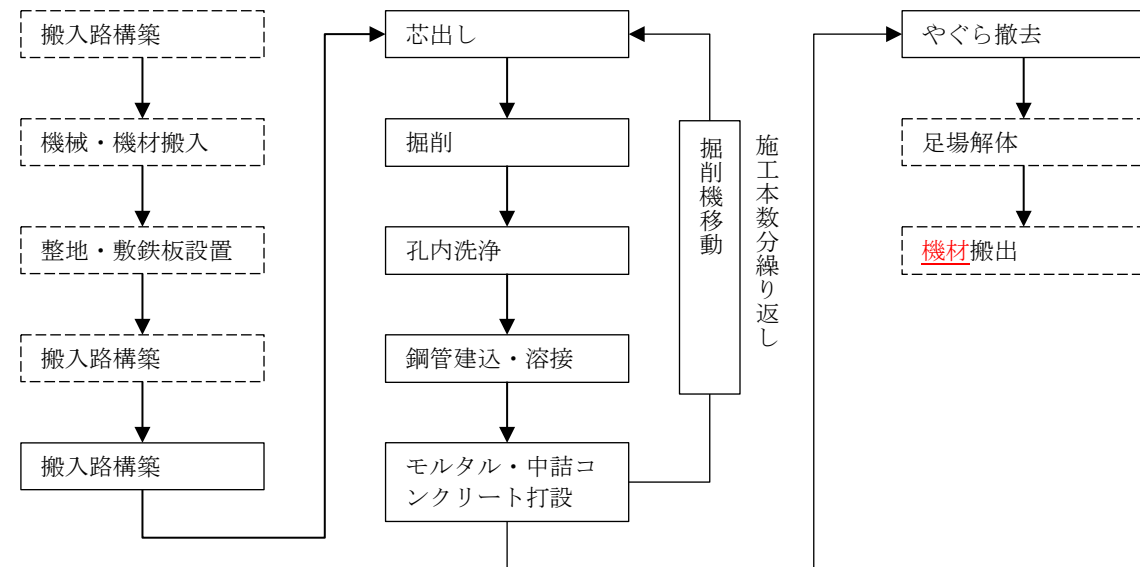 搬入路構築
機械・機材搬入
整地・敷鉄板設置
搬入路構築
搬入路構築
芯出し
掘削
孔内洗浄
鋼管建込・溶接
モルタル・中詰コ
ンクリート打設
掘削機移動
施工本数分繰り返し
やぐら撤去
足場解体
機材搬出